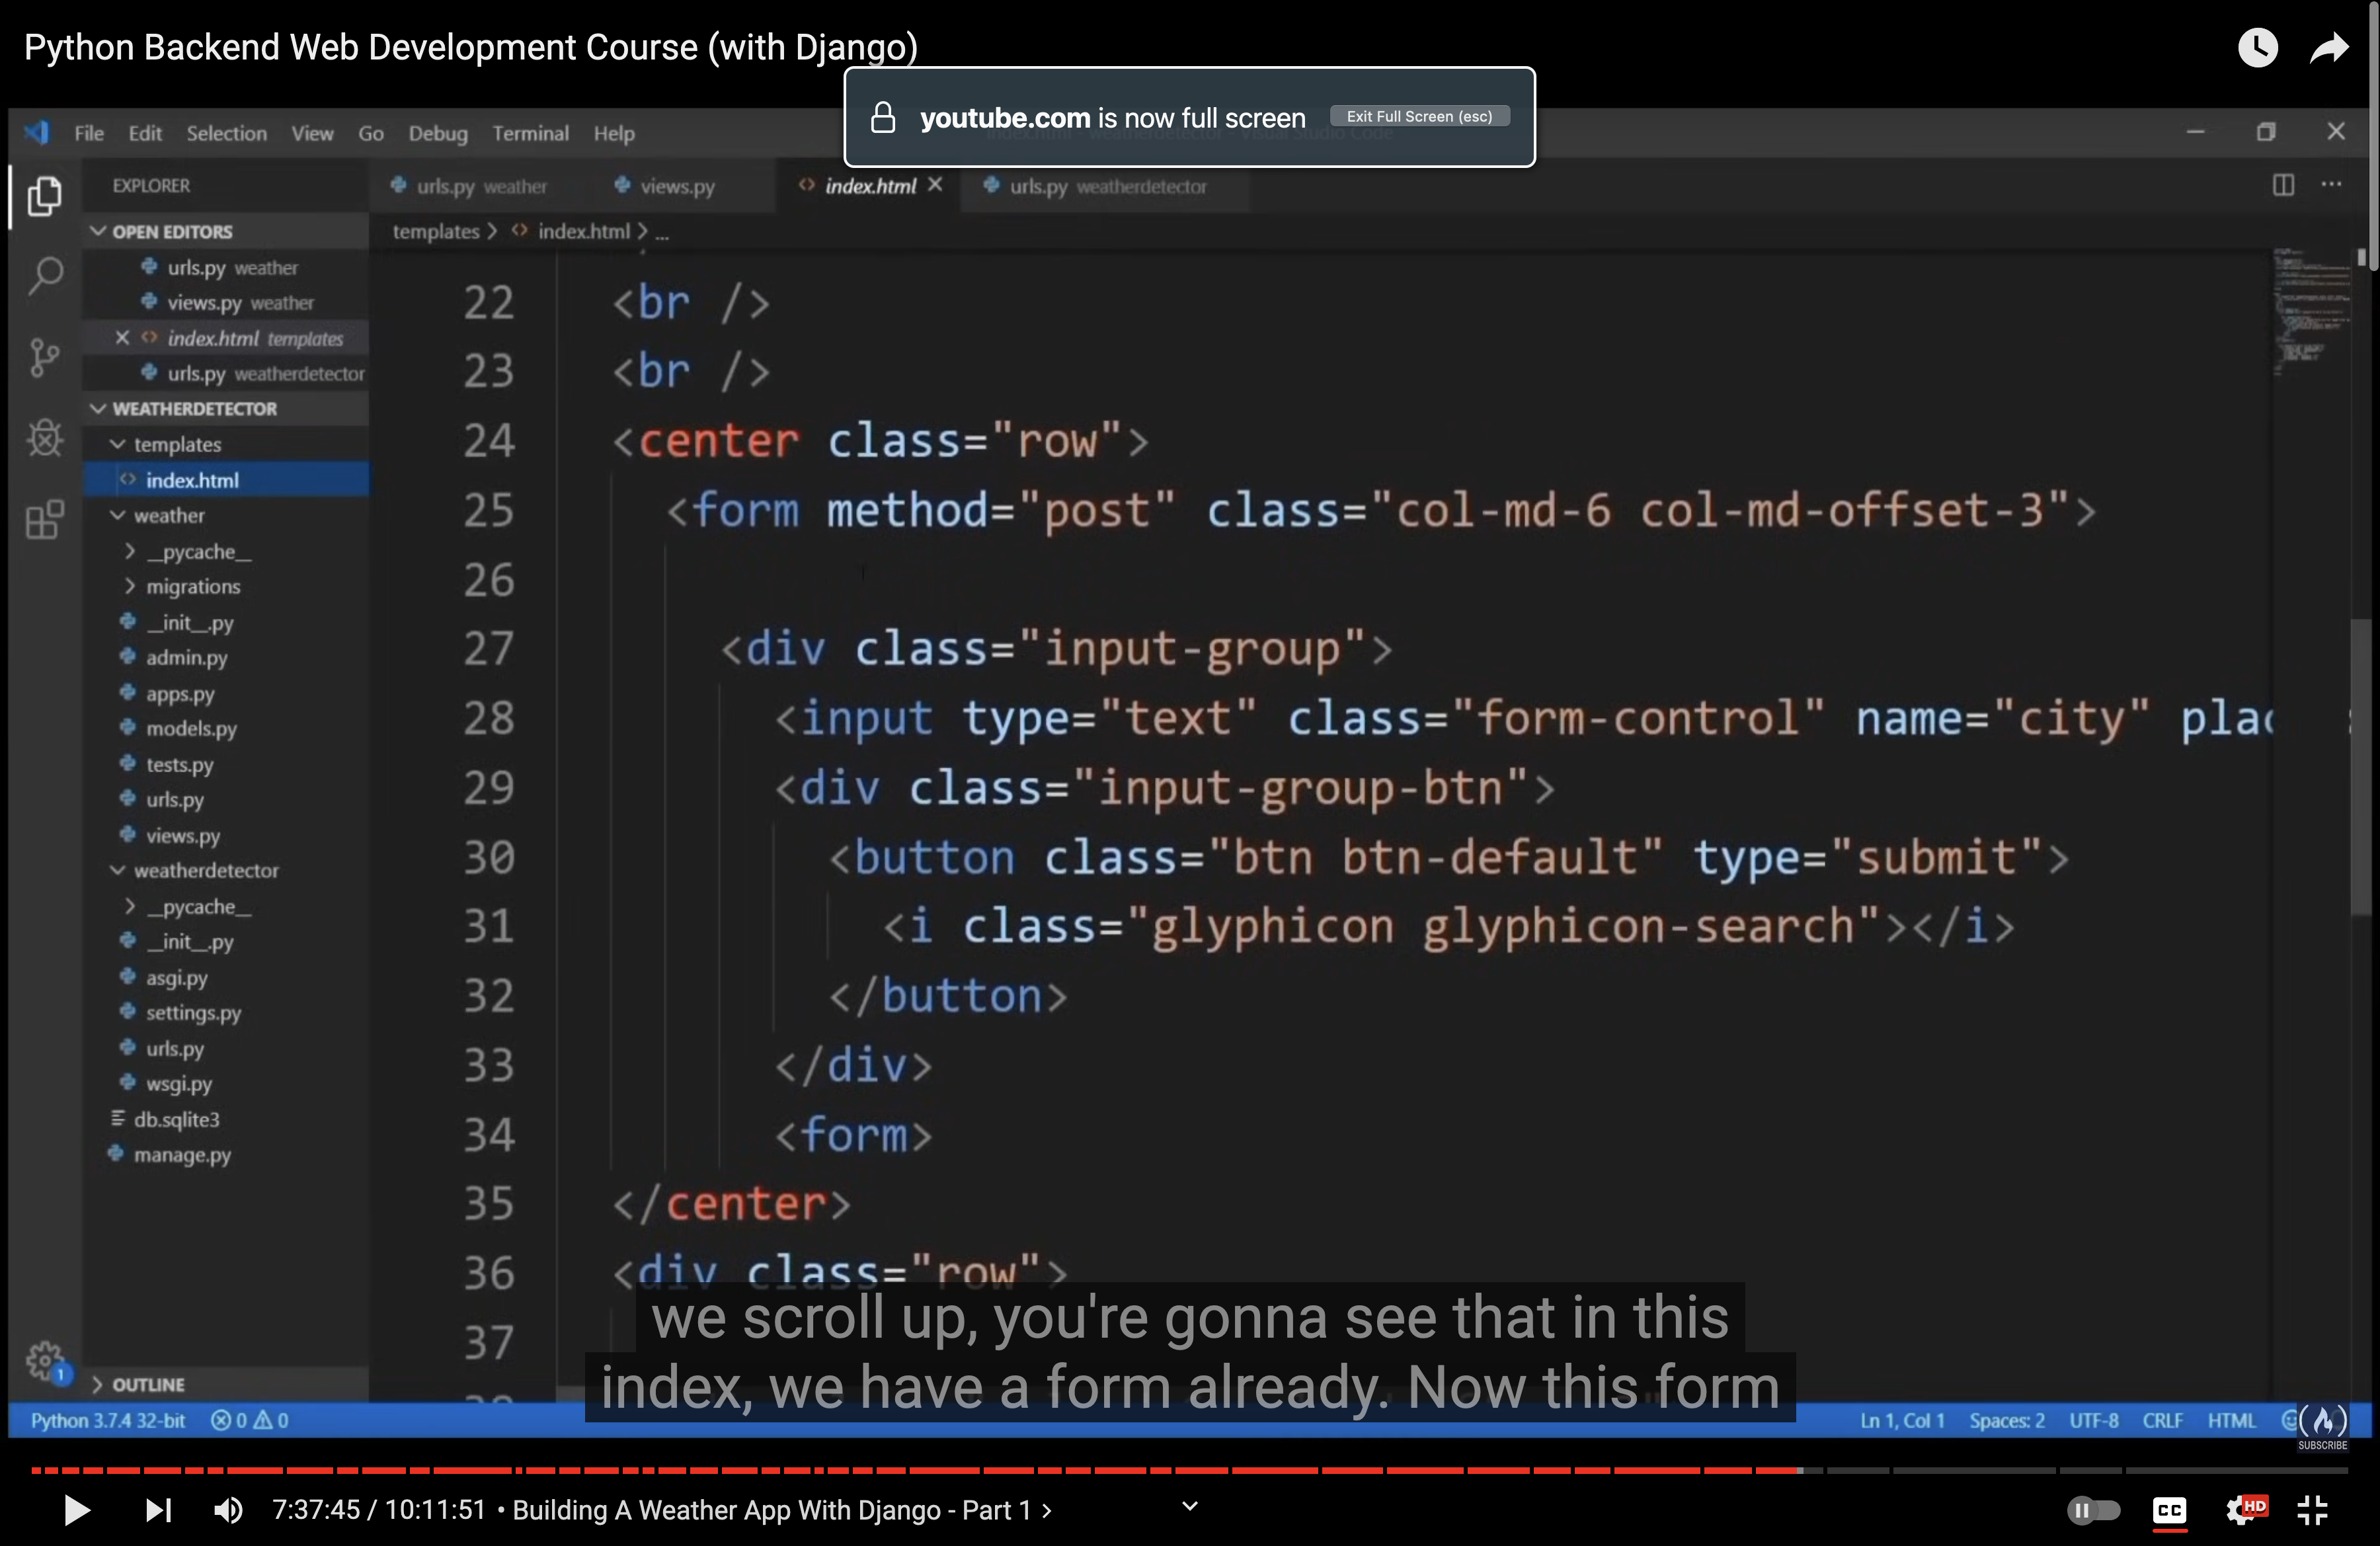 Python Backend Web Development Course (with Django)
youtube.com is now full screen Exit Full Screen (esc)
File Edit Selection View Go Debug Terminal Help
EXPLORER
urls.py weather views.py index.html urls.py weatherdetector
OPEN EDITORS
templates > index.html > ...
urls.py weather
views.py weather
index.html templates
urls.py weatherdetector
WEATHERDETECTOR
templates
index.html
weather
__pycache__
migrations
__init__.py
admin.py
apps.py
models.py
tests.py
urls.py
views.py
weatherdetector
__pycache__
__init__.py
asgi.py
settings.py
urls.py
wsgi.py
db.sqlite3
manage.py
OUTLINE
1
22 <br />
23 <br />
24 <center class="row">
25 <form method="post" class="col-md-6 col-md-offset-3">
26
27 <div class="input-group">
28 <input type="text" class="form-control" name="city" plac
29 <div class="input-group-btn">
30 <button class="btn btn-default" type="submit">
31 <i class="glyphicon glyphicon-search"></i>
32 </button>
33 </div>
34 <form>
35 </center>
36 <div class="row">
37
we scroll up, you're gonna see that in this
index, we have a form already. Now this form
Python 3.7.4 32-bit 0 0 Ln 1, Col 1 Spaces: 2 UTF-8 CRLF HTML
SUBSCRIBE
7:37:45 / 10:11:51 • Building A Weather App With Django - Part 1 >
CC HD